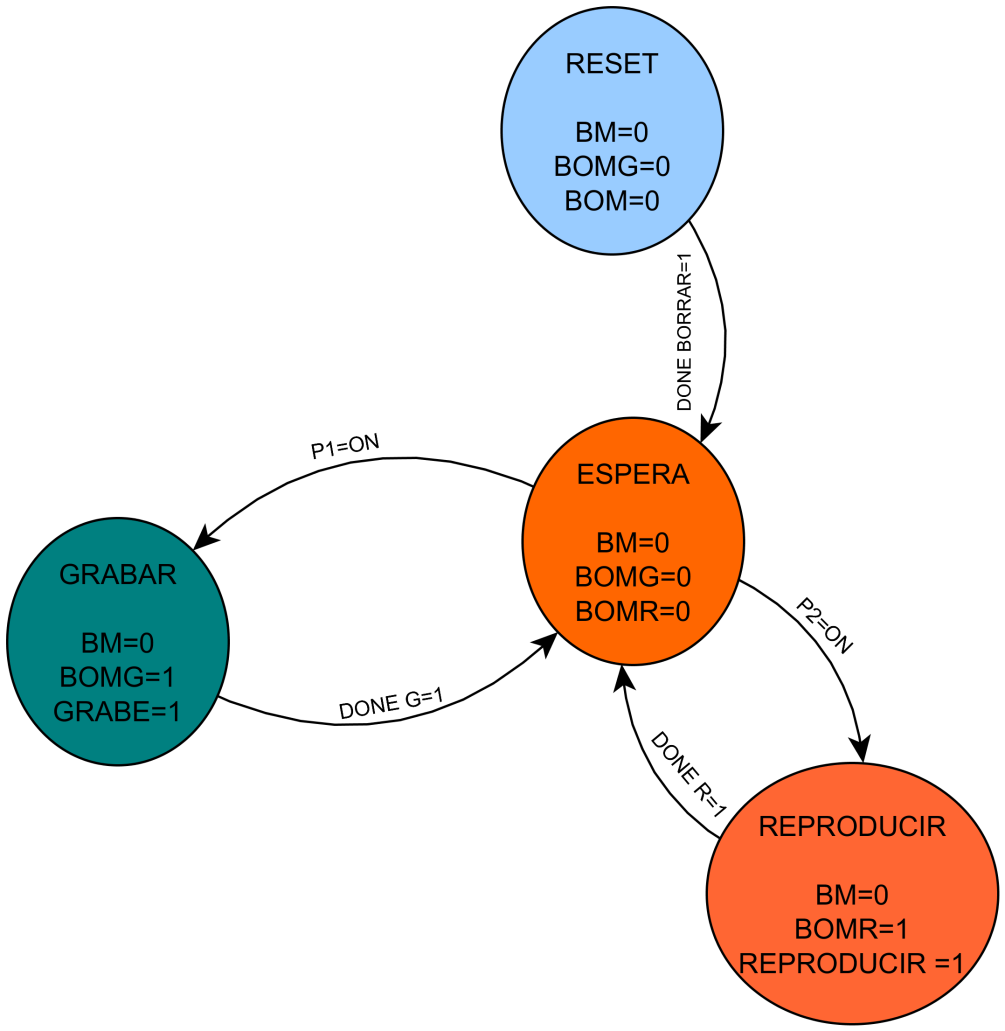 RESET
BM=0
BOMG=0
BOM=0
DONE BORRAR=1
P1=ON
ESPERA
BM=0
BOMG=0
BOMR=0
GRABAR
BM=0
BOMG=1
GRABE=1
DONE G=1
P2=ON
DONE R=1
REPRODUCIR
BM=0
BOMR=1
REPRODUCIR =1